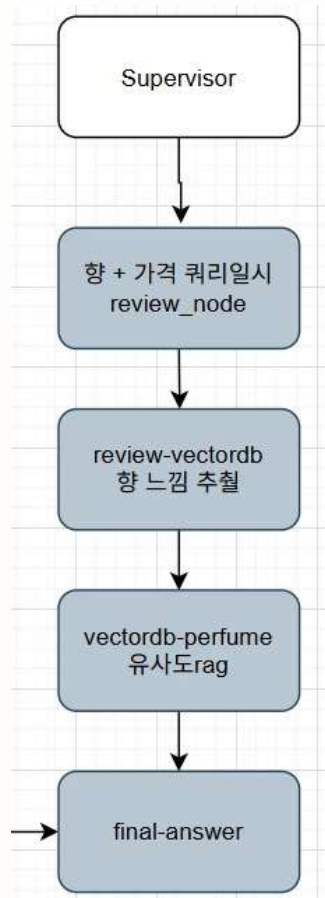 Supervisor
향 + 가격 쿼리일시
review_node
review-vectordb
향 느낌 추춸
vectordb-perfume
유사도rag
final-answer